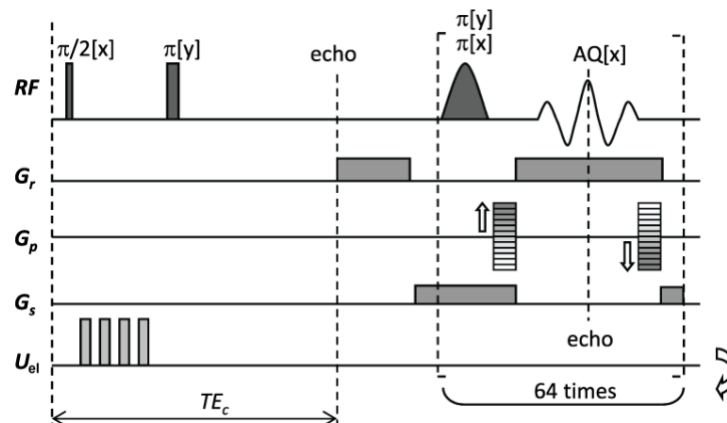 π[y]
π/2[x] π[y] echo π[x] AQ[x]
RF
Gr
Gp
Gs
echo
Uel
TEc 64 times